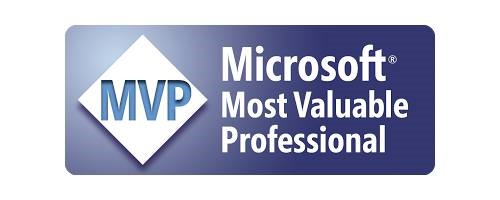 MVP
Microsoft®
Most Valuable
Professional